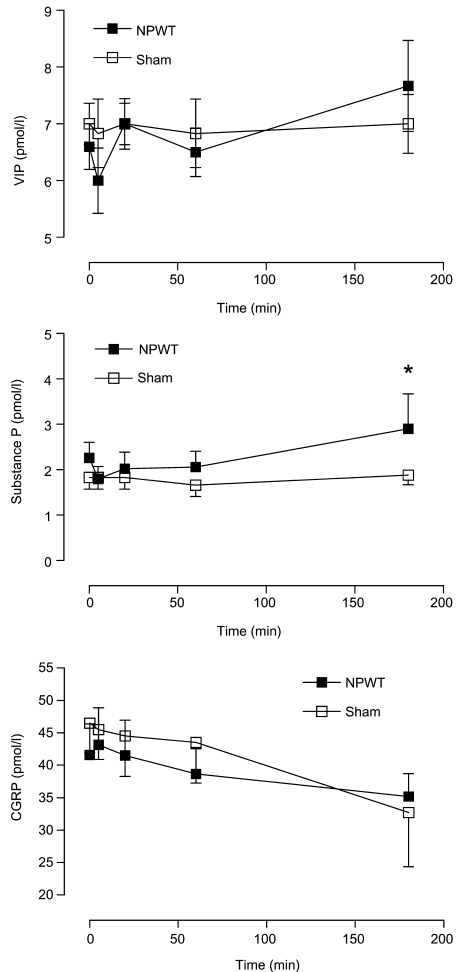 9
8
7
6
5
VIP (pmol/l)
NPWT
Sham
0 50 100 150 200
Time (min)
5
4
3
2
1
0
Substance P (pmol/l)
NPWT
Sham
*
0 50 100 150 200
Time (min)
55
50
45
40
35
30
25
20
CGRP (pmol/l)
NPWT
Sham
0 50 100 150 200
Time (min)